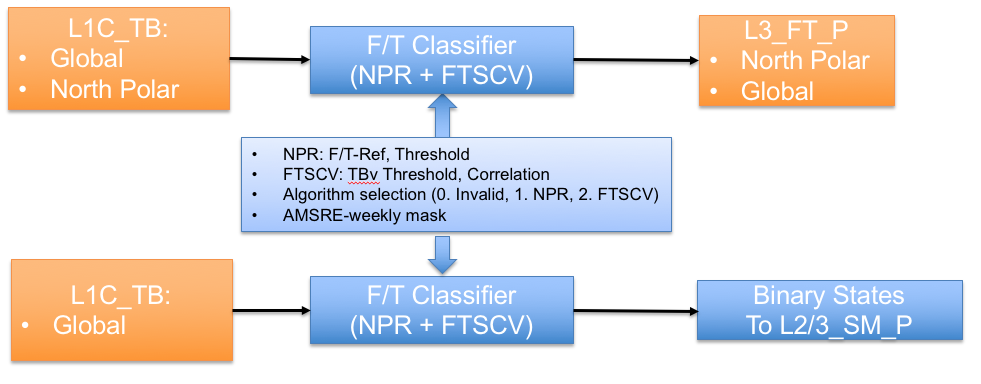 L1C_TB:
• Global
• North Polar
F/T Classifier
(NPR + FTSCV)
L3_FT_P
• North Polar
• Global
• NPR: F/T-Ref, Threshold
• FTSCV: TBv Threshold, Correlation
• Algorithm selection (0. Invalid, 1. NPR, 2. FTSCV)
• AMSRE-weekly mask
L1C_TB:
• Global
F/T Classifier
(NPR + FTSCV)
Binary States
To L2/3_SM_P